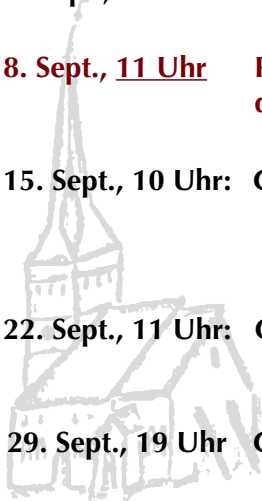 8. Sept., 11 Uhr
15. Sept., 10 Uhr:
22. Sept., 11 Uhr:
29. Sept., 19 Uhr